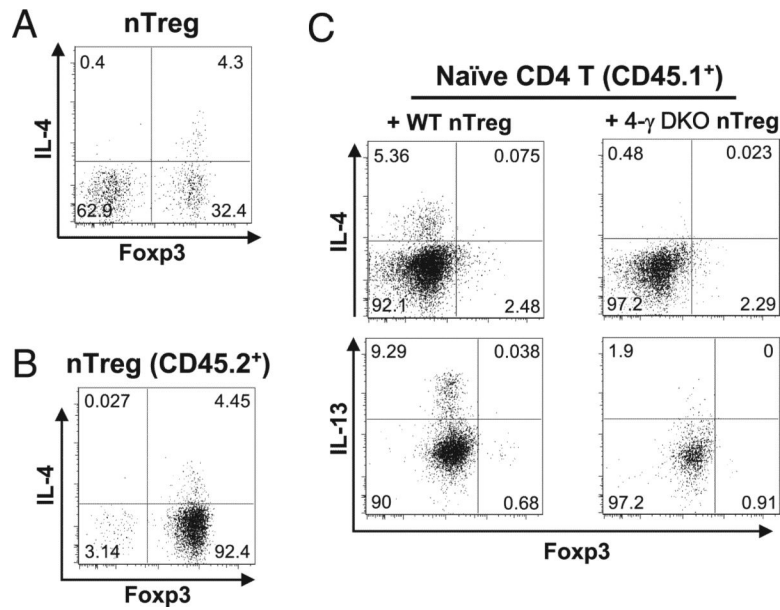 A
nTreg
0.4 4.3
IL-4
62.9 32.4
Foxp3
B
nTreg (CD45.2+)
0.027 4.45
IL-4
3.14 92.4
Foxp3
C
Naïve CD4 T (CD45.1+)
+ WT nTreg + 4-γ DKO nTreg
5.36 0.075 0.48 0.023
IL-4
92.1 2.48 97.2 2.29
9.29 0.038 1.9 0
IL-13
90 0.68 97.2 0.91
Foxp3